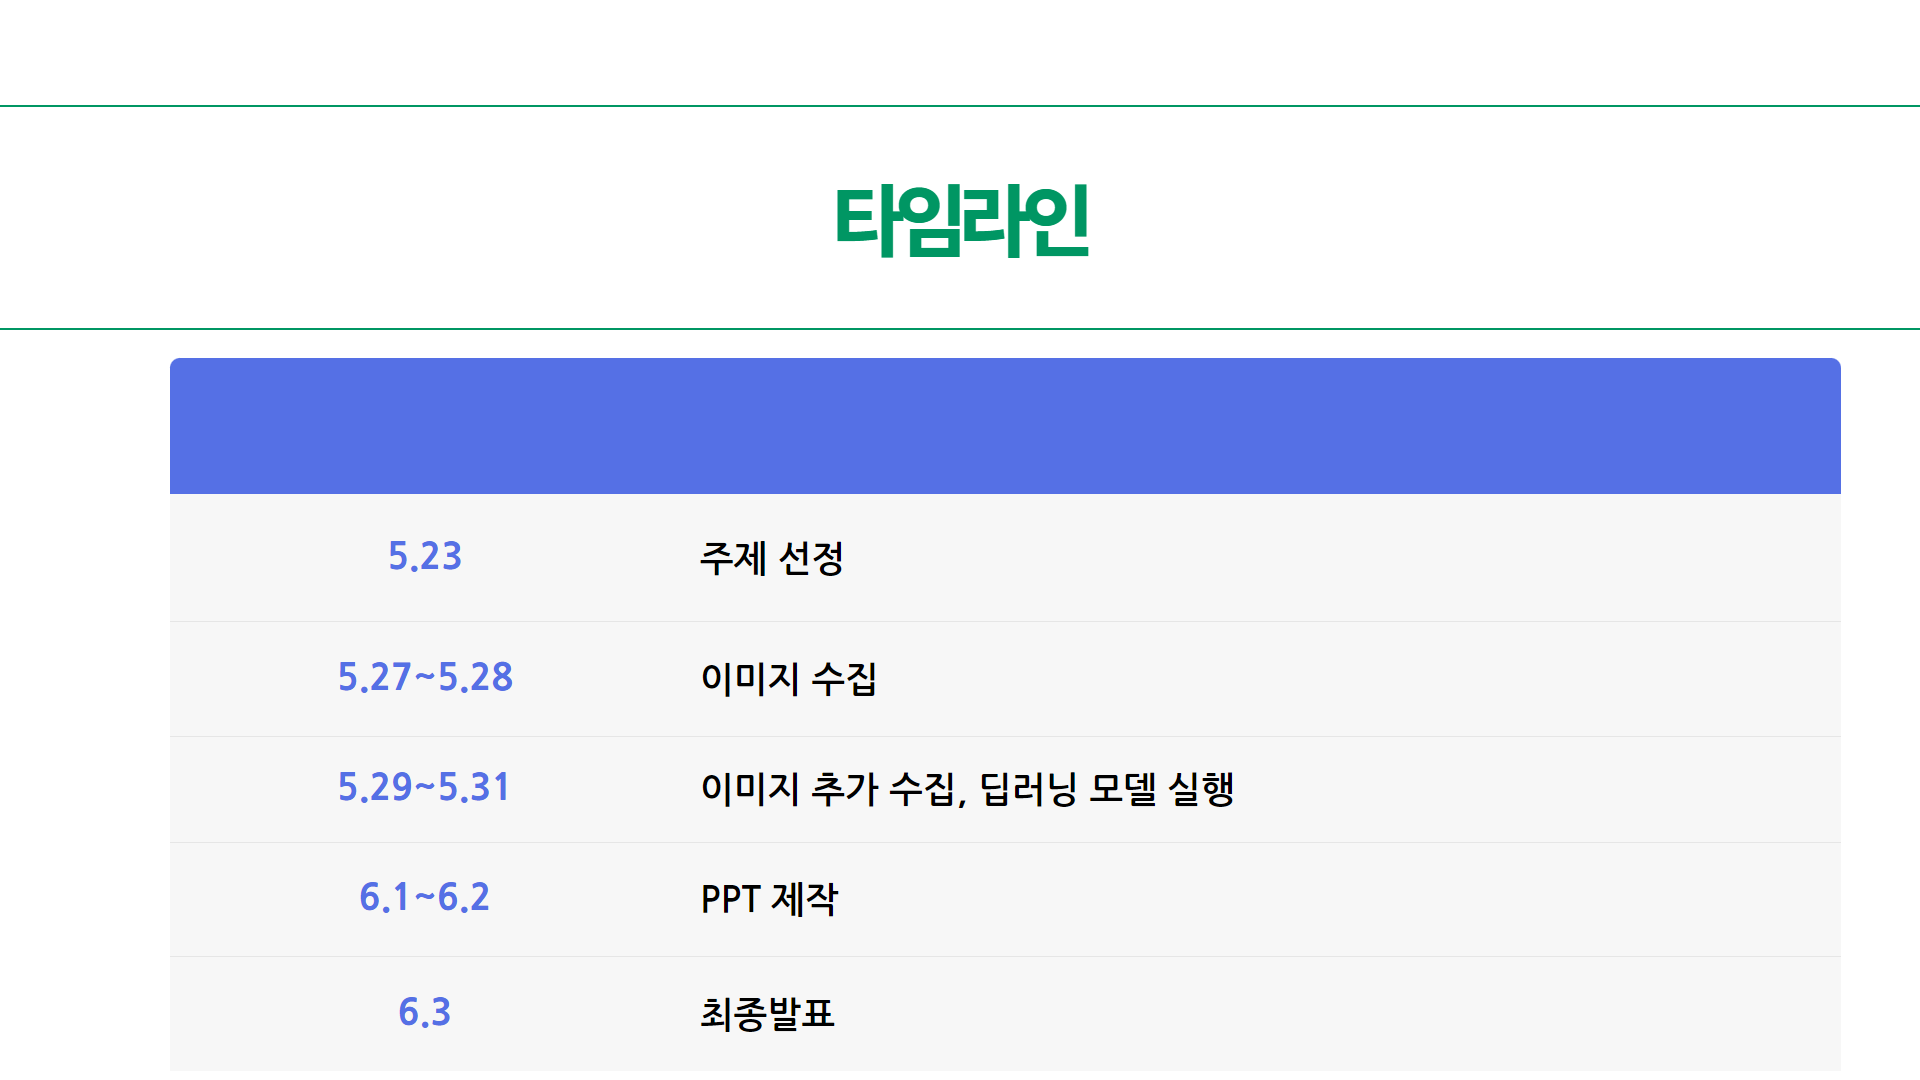 타임라인
5.23 주제 선정
5.27~5.28 이미지 수집
5.29~5.31 이미지 추가 수집, 딥러닝 모델 실행
6.1~6.2 PPT 제작
6.3 최종발표